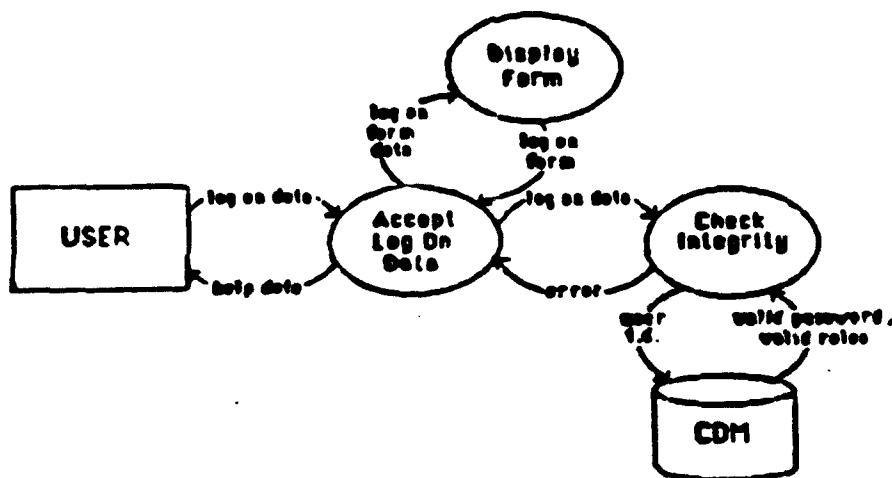 Display
Form
log on
form
data
log on
form
USER
log on data
help data
Accept
Log On
Data
log on data
error
Check
Integrity
user
i.d.
valid password,
valid roles
CDM